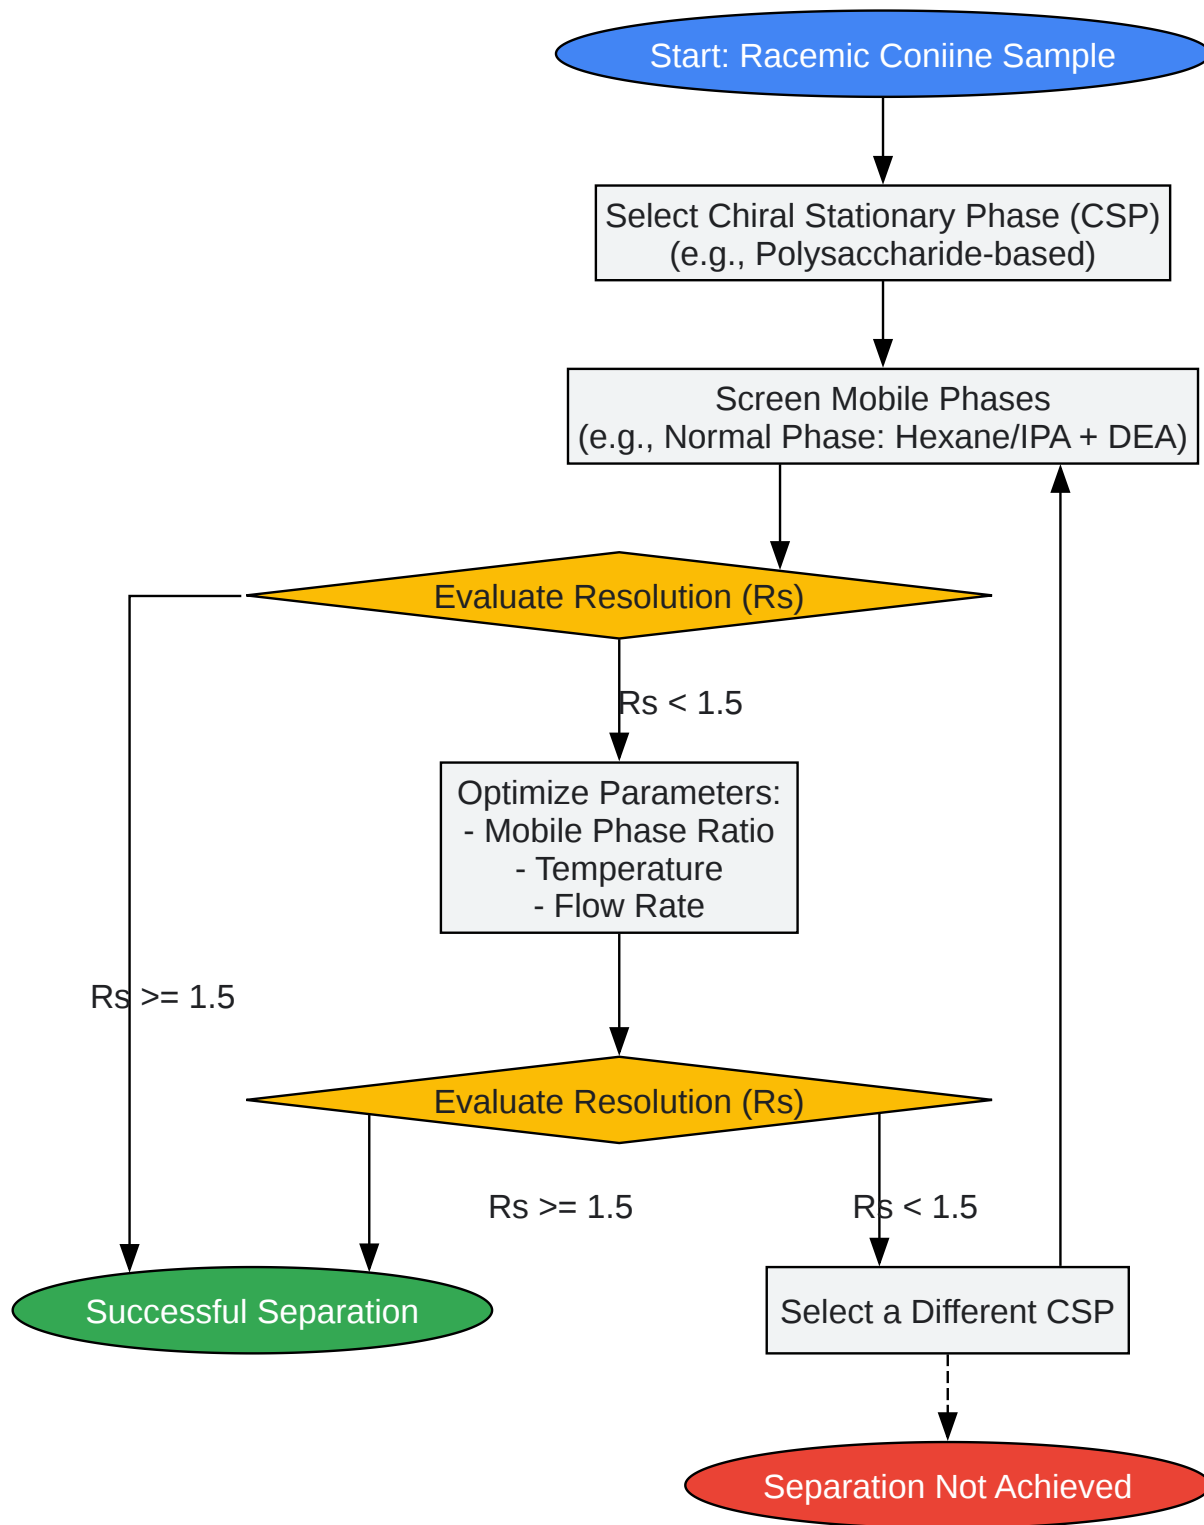 Start: Racemic Coniine Sample
Select Chiral Stationary Phase (CSP)
(e.g., Polysaccharide-based)
Screen Mobile Phases
(e.g., Normal Phase: Hexane/IPA + DEA)
Evaluate Resolution (Rs)
Rs < 1.5
Optimize Parameters:
- Mobile Phase Ratio
- Temperature
- Flow Rate
Rs >= 1.5
Evaluate Resolution (Rs)
Rs >= 1.5
Rs < 1.5
Successful Separation
Select a Different CSP
Separation Not Achieved